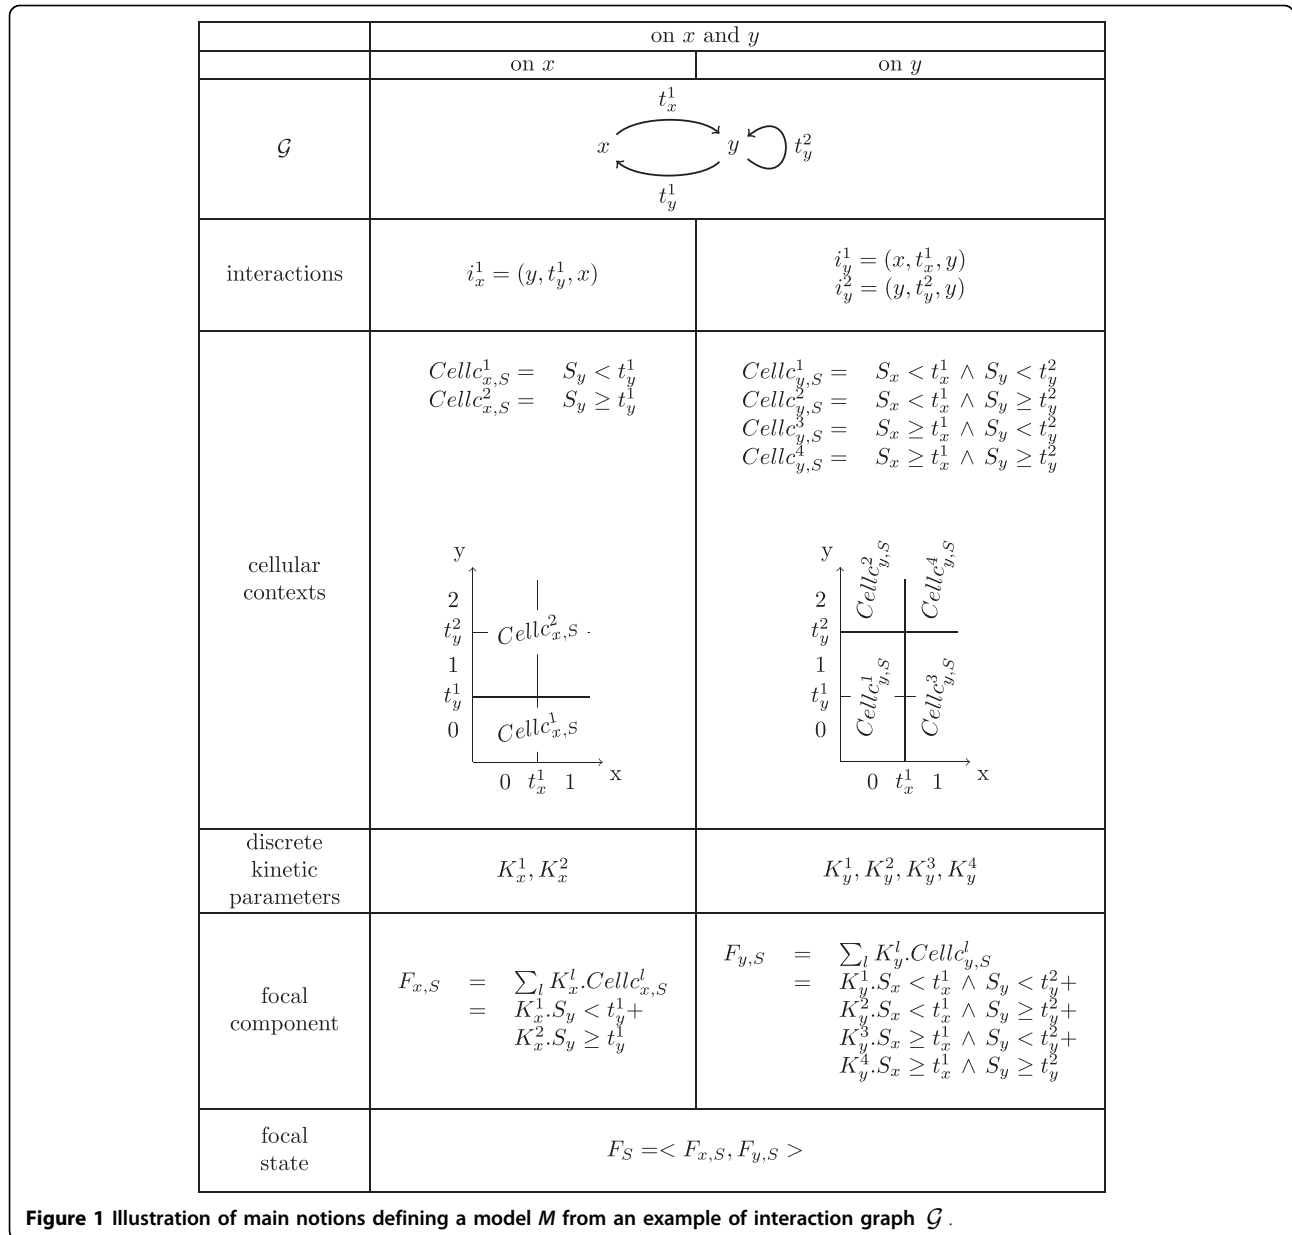 on x and y
on x
on y
𝒢
t_x^1
x
y
t_y^2
t_y^1
interactions
i_x^1 = (y, t_y^1, x)
i_y^1 = (x, t_x^1, y)
i_y^2 = (y, t_y^2, y)
cellular
contexts
Cellc_{x,S}^1 = S_y < t_y^1
Cellc_{x,S}^2 = S_y ≥ t_y^1
y
2
t_y^2
1
t_y^1
0
Cellc_{x,S}^2
Cellc_{x,S}^1
0 t_x^1 1
x
Cellc_{y,S}^1 = S_x < t_x^1 ∧ S_y < t_y^2
Cellc_{y,S}^2 = S_x < t_x^1 ∧ S_y ≥ t_y^2
Cellc_{y,S}^3 = S_x ≥ t_x^1 ∧ S_y < t_y^2
Cellc_{y,S}^4 = S_x ≥ t_x^1 ∧ S_y ≥ t_y^2
y
2
t_y^2
1
t_y^1
0
Cellc_{y,S}^2
Cellc_{y,S}^4
Cellc_{y,S}^1
Cellc_{y,S}^3
0 t_x^1 1
x
discrete
kinetic
parameters
K_x^1, K_x^2
K_y^1, K_y^2, K_y^3, K_y^4
focal
component
F_{x,S} = ∑_l K_x^l.Cellc_{x,S}^l
= K_x^1.S_y < t_y^1+
K_x^2.S_y ≥ t_y^1
F_{y,S} = ∑_l K_y^l.Cellc_{y,S}^l
= K_y^1.S_x < t_x^1 ∧ S_y < t_y^2+
K_y^2.S_x < t_x^1 ∧ S_y ≥ t_y^2+
K_y^3.S_x ≥ t_x^1 ∧ S_y < t_y^2+
K_y^4.S_x ≥ t_x^1 ∧ S_y ≥ t_y^2
focal
state
F_S =< F_{x,S}, F_{y,S} >
Figure 1 Illustration of main notions defining a model M from an example of interaction graph 𝒢 .